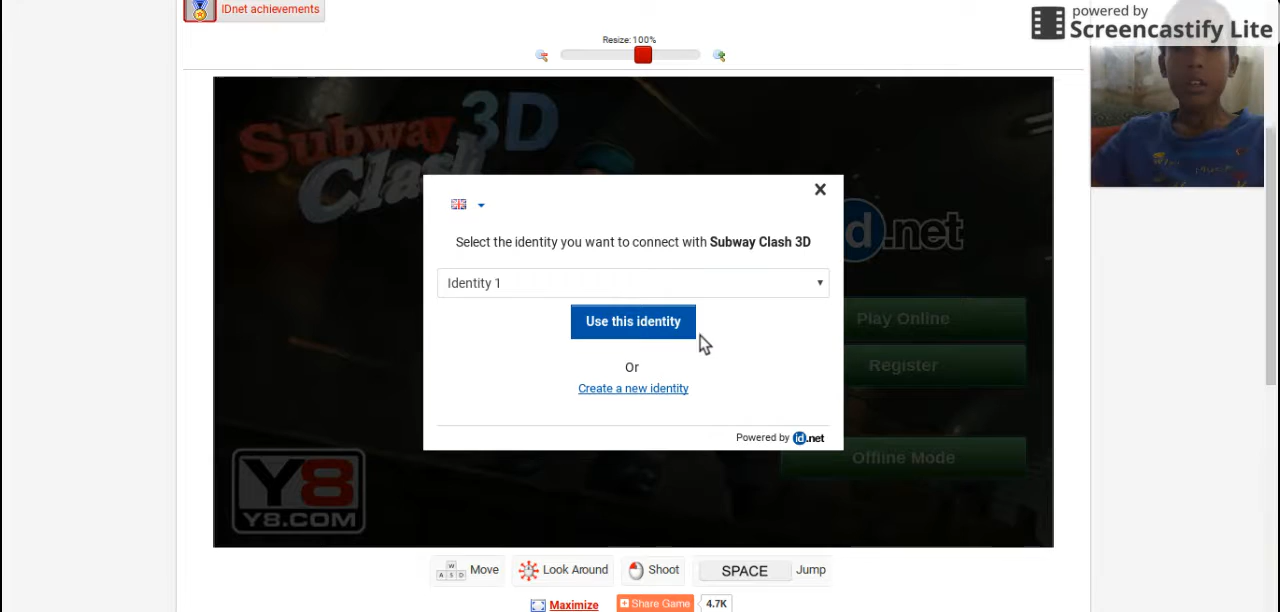 IDnet achievements
powered by
Screencastify Lite
Resize: 100%
Subway 3D
Clash
Select the identity you want to connect with Subway Clash 3D
Identity 1
id.net
Use this identity
Play Online
Or
Register
Create a new identity
Powered by id.net
Offline Mode
Y8
Y8.COM
W
A S D
Move
Look Around
Shoot
SPACE
Jump
Maximize
Share Game
4.7K